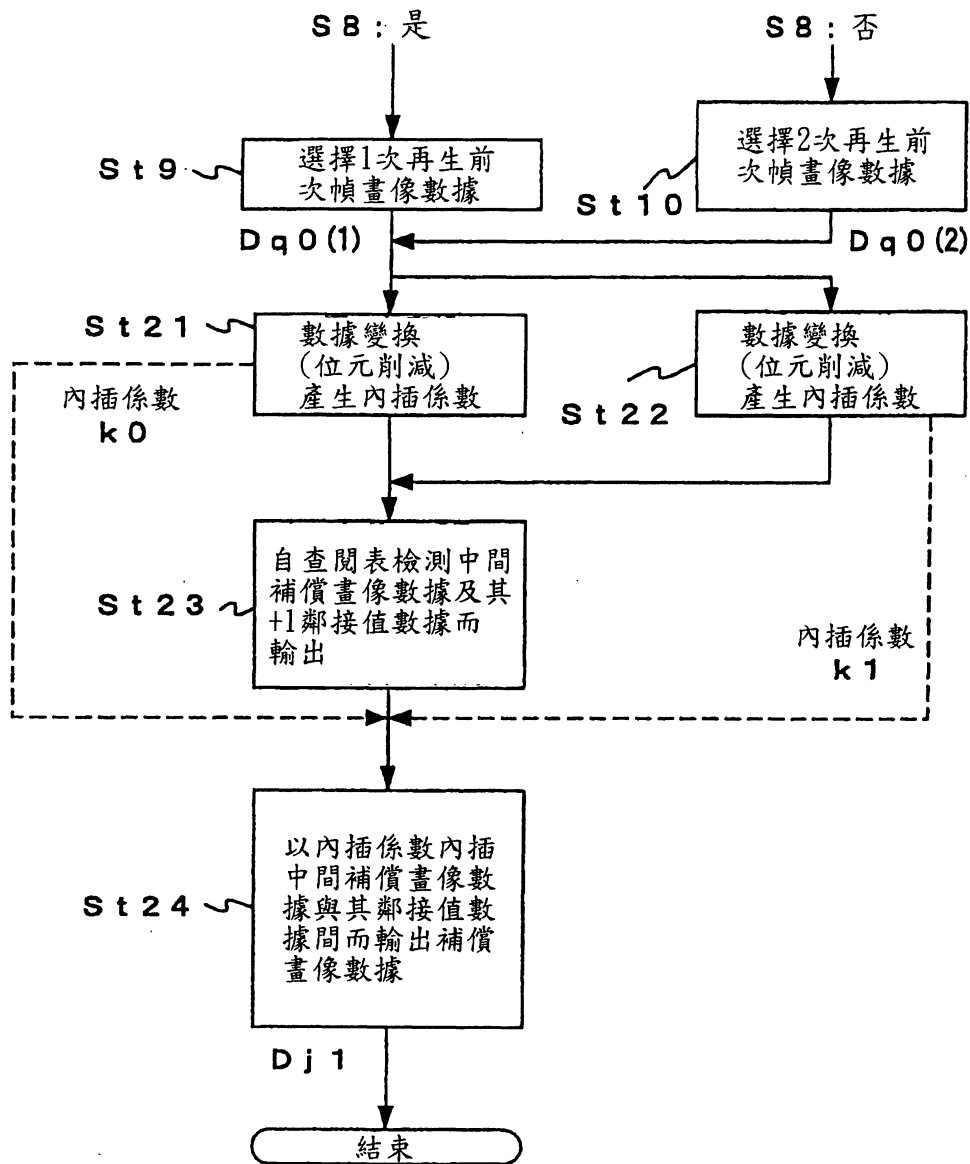 S8:是
S8:否
St9
選擇1次再生前
次幀畫像數據
St10
選擇2次再生前
次幀畫像數據
Dq0(1)
Dq0(2)
St21
數據變換
(位元削減)
產生內插係數
St22
數據變換
(位元削減)
產生內插係數
內插係數
k0
St23
自查閱表檢測中間
補償畫像數據及其
+1鄰接值數據而
輸出
內插係數
k1
St24
以內插係數內插
中間補償畫像數
據與其鄰接值數
據間而輸出補償
畫像數據
Dj1
結束